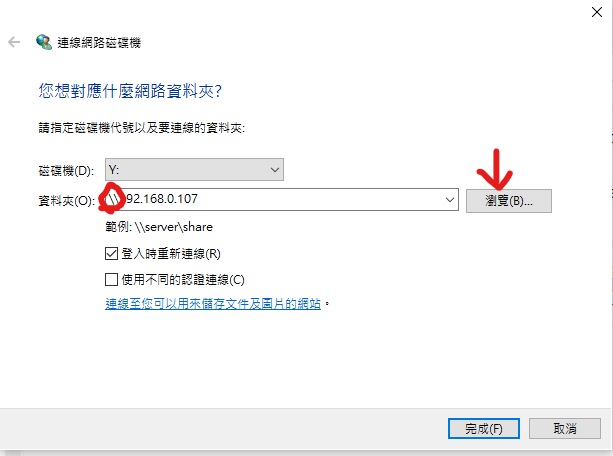 連線網路磁碟機
您想對應什麼網路資料夾?
請指定磁碟機代號以及要連線的資料夾:
磁碟機(D): Y:
資料夾(O): \\192.168.0.107 瀏覽(B)...
範例: \\server\share
登入時重新連線(R)
使用不同的認證連線(C)
連線至您可以用來儲存文件及圖片的網站。
完成(F) 取消